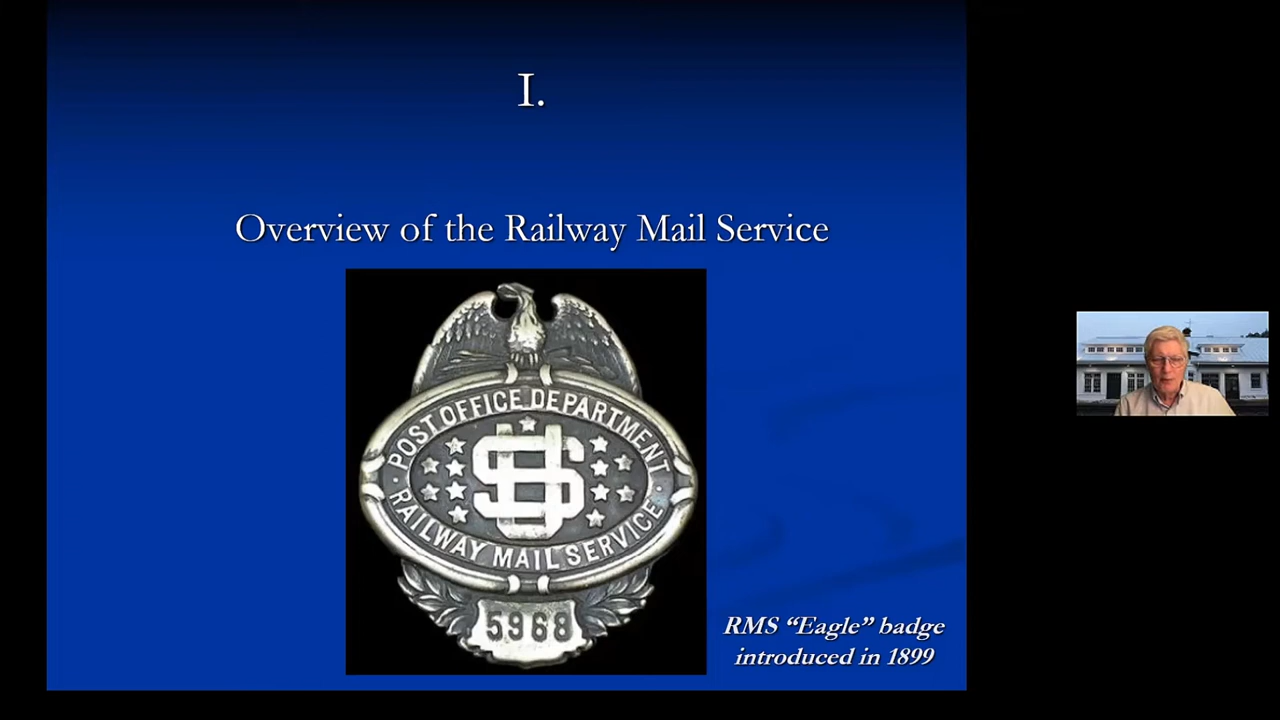 I.
Overview of the Railway Mail Service
POST OFFICE DEPARTMENT
US
RAILWAY MAIL SERVICE
5968
RMS “Eagle” badge
introduced in 1899